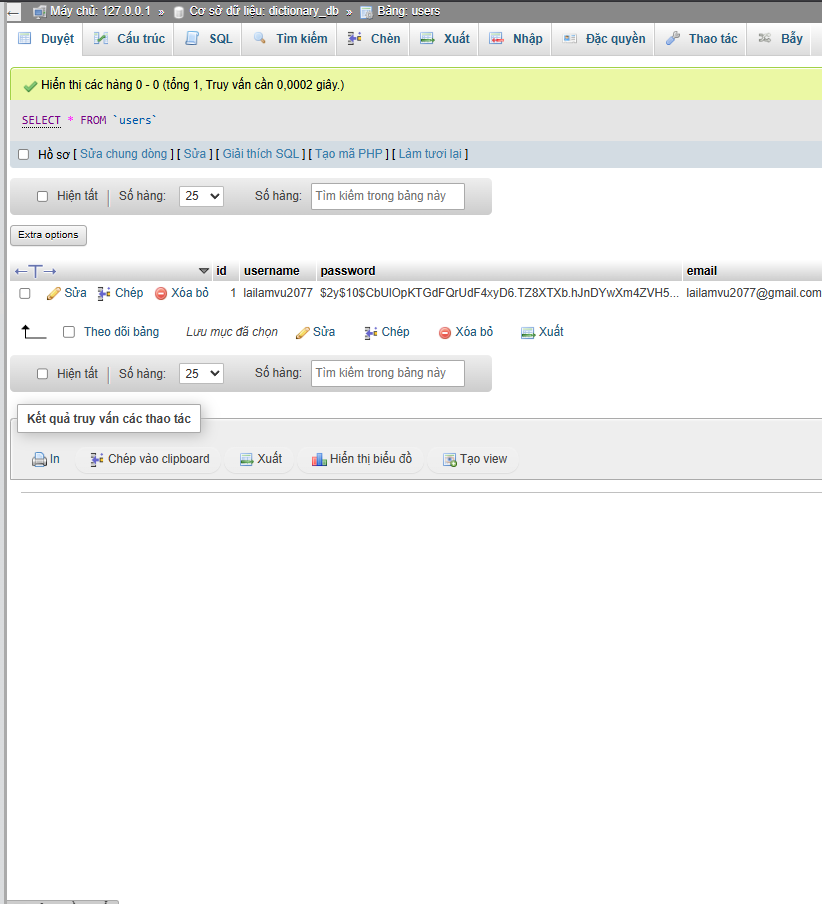 Máy chủ: 127.0.0.1 » Cơ sở dữ liệu: dictionary_db » Bảng: users
Duyệt Cấu trúc SQL Tìm kiếm Chèn Xuất Nhập Đặc quyền Thao tác Bẫy
Hiển thị các hàng 0 - 0 (tổng 1, Truy vấn cần 0,0002 giây.)
SELECT * FROM `users`
Hồ sơ [ Sửa chung dòng ] [ Sửa ] [ Giải thích SQL ] [ Tạo mã PHP ] [ Làm tươi lại ]
Hiện tất Số hàng: 25 Số hàng: Tìm kiếm trong bảng này
Extra options
←T→ id username password email
Sửa Chép Xóa bỏ 1 lailamvu2077 $2y$10$CbUlOpKTGdFQrUdF4xyD6.TZ8XTXb.hJnDYwXm4ZVH5... lailamvu2077@gmail.com
Theo dõi bảng Lưu mục đã chọn Sửa Chép Xóa bỏ Xuất
Hiện tất Số hàng: 25 Số hàng: Tìm kiếm trong bảng này
Kết quả truy vấn các thao tác
In Chép vào clipboard Xuất Hiển thị biểu đồ Tạo view